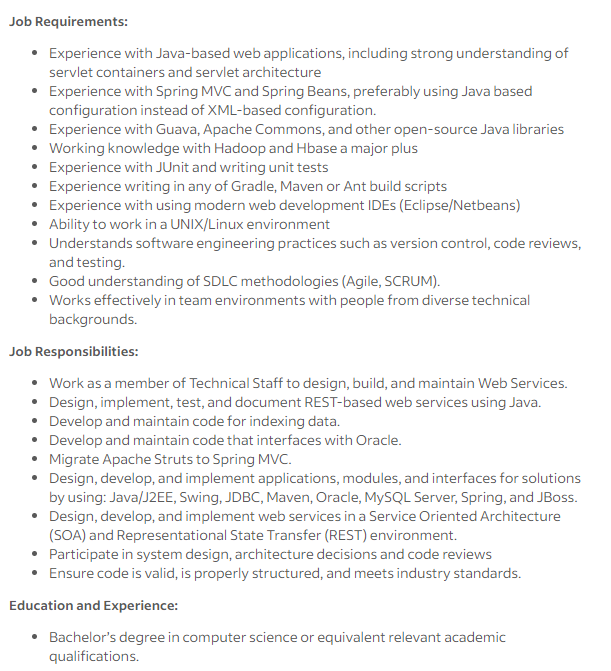 Job Requirements:
• Experience with Java-based web applications, including strong understanding of
servlet containers and servlet architecture
• Experience with Spring MVC and Spring Beans, preferably using Java based
configuration instead of XML-based configuration.
• Experience with Guava, Apache Commons, and other open-source Java libraries
• Working knowledge with Hadoop and Hbase a major plus
• Experience with JUnit and writing unit tests
• Experience writing in any of Gradle, Maven or Ant build scripts
• Experience with using modern web development IDEs (Eclipse/Netbeans)
• Ability to work in a UNIX/Linux environment
• Understands software engineering practices such as version control, code reviews,
and testing.
• Good understanding of SDLC methodologies (Agile, SCRUM).
• Works effectively in team environments with people from diverse technical
backgrounds.
Job Responsibilities:
• Work as a member of Technical Staff to design, build, and maintain Web Services.
• Design, implement, test, and document REST-based web services using Java.
• Develop and maintain code for indexing data.
• Develop and maintain code that interfaces with Oracle.
• Migrate Apache Struts to Spring MVC.
• Design, develop, and implement applications, modules, and interfaces for solutions
by using: Java/J2EE, Swing, JDBC, Maven, Oracle, MySQL Server, Spring, and JBoss.
• Design, develop, and implement web services in a Service Oriented Architecture
(SOA) and Representational State Transfer (REST) environment.
• Participate in system design, architecture decisions and code reviews
• Ensure code is valid, is properly structured, and meets industry standards.
Education and Experience:
• Bachelor's degree in computer science or equivalent relevant academic
qualifications.